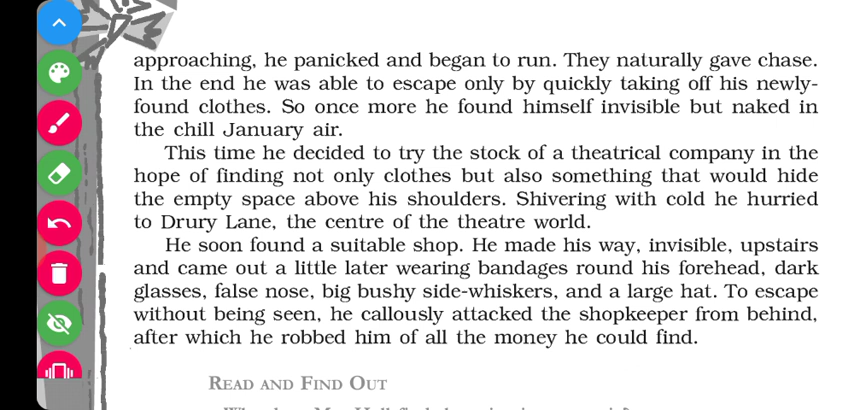 approaching, he panicked and began to run. They naturally gave chase.
In the end he was able to escape only by quickly taking off his newly-
found clothes. So once more he found himself invisible but naked in
the chill January air.
This time he decided to try the stock of a theatrical company in the
hope of finding not only clothes but also something that would hide
the empty space above his shoulders. Shivering with cold he hurried
to Drury Lane, the centre of the theatre world.
He soon found a suitable shop. He made his way, invisible, upstairs
and came out a little later wearing bandages round his forehead, dark
glasses, false nose, big bushy side-whiskers, and a large hat. To escape
without being seen, he callously attacked the shopkeeper from behind,
after which he robbed him of all the money he could find.
READ AND FIND OUT